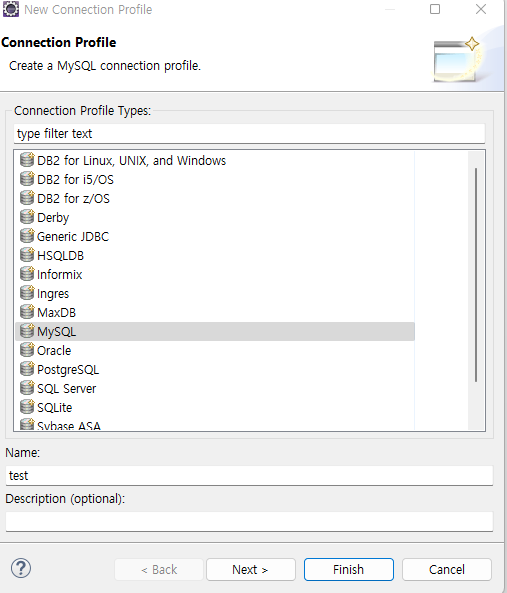 New Connection Profile
Connection Profile
Create a MySQL connection profile.
Connection Profile Types:
type filter text
DB2 for Linux, UNIX, and Windows
DB2 for i5/OS
DB2 for z/OS
Derby
Generic JDBC
HSQLDB
Informix
Ingres
MaxDB
MySQL
Oracle
PostgreSQL
SQL Server
SQLite
Sybase ASA
Name:
test
Description (optional):
< Back
Next >
Finish
Cancel